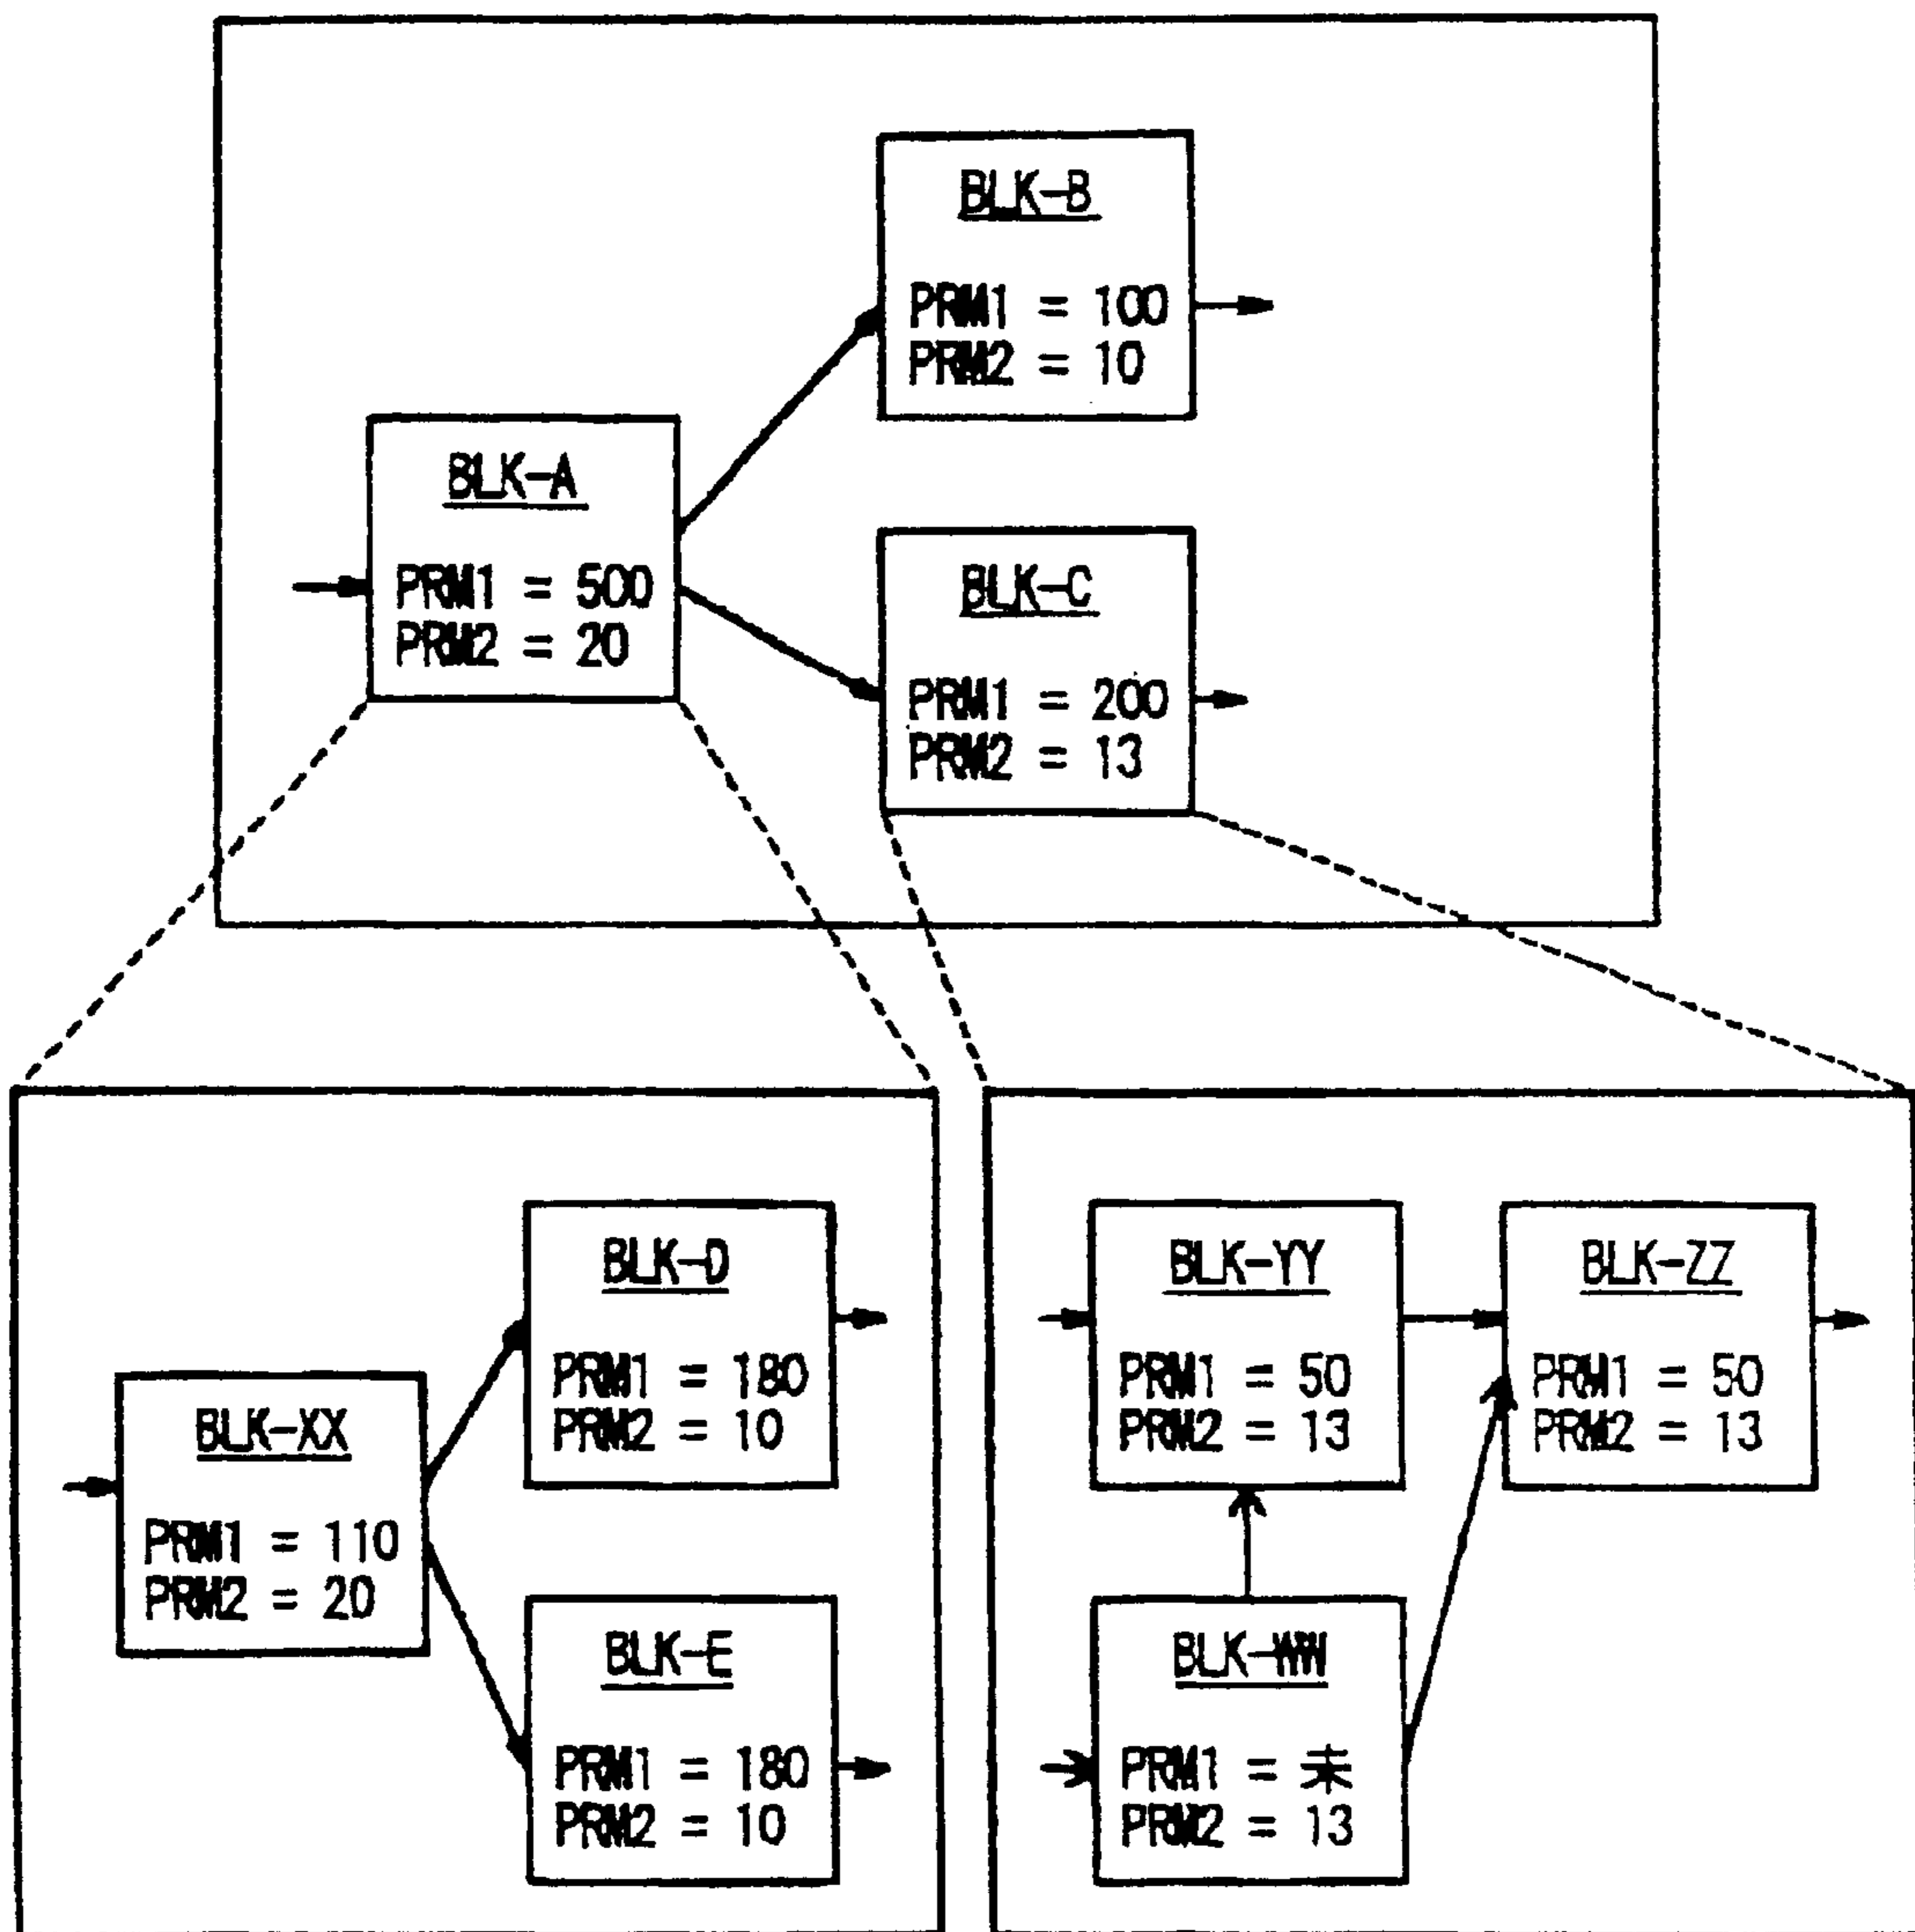 BLK-B
PRM1 = 100
PRM2 = 10
BLK-A
PRM1 = 500
PRM2 = 20
BLK-C
PRM1 = 200
PRM2 = 13
BLK-D
PRM1 = 180
PRM2 = 10
BLK-XX
PRM1 = 110
PRM2 = 20
BLK-E
PRM1 = 180
PRM2 = 10
BLK-YY
PRM1 = 50
PRM2 = 13
BLK-ZZ
PRM1 = 50
PRM2 = 13
BLK-WW
PRM1 = 未
PRM2 = 13